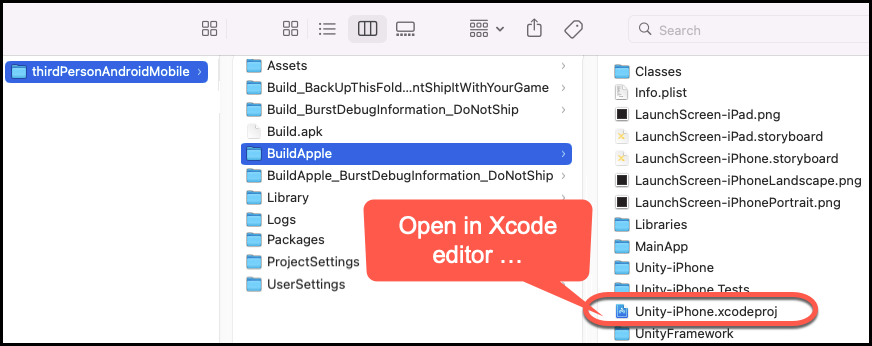 Search
thirdPersonAndroidMobile
Assets
Build_BackUpThisFold...ntShipItWithYourGame
Build_BurstDebugInformation_DoNotShip
Build.apk
BuildApple
BuildApple_BurstDebugInformation_DoNotShip
Library
Logs
Packages
ProjectSettings
UserSettings
Classes
Info.plist
LaunchScreen-iPad.png
LaunchScreen-iPad.storyboard
LaunchScreen-iPhone.storyboard
LaunchScreen-iPhoneLandscape.png
LaunchScreen-iPhonePortrait.png
Libraries
MainApp
Unity-iPhone
Unity-iPhone Tests
Unity-iPhone.xcodeproj
UnityFramework
Open in Xcode
editor ...